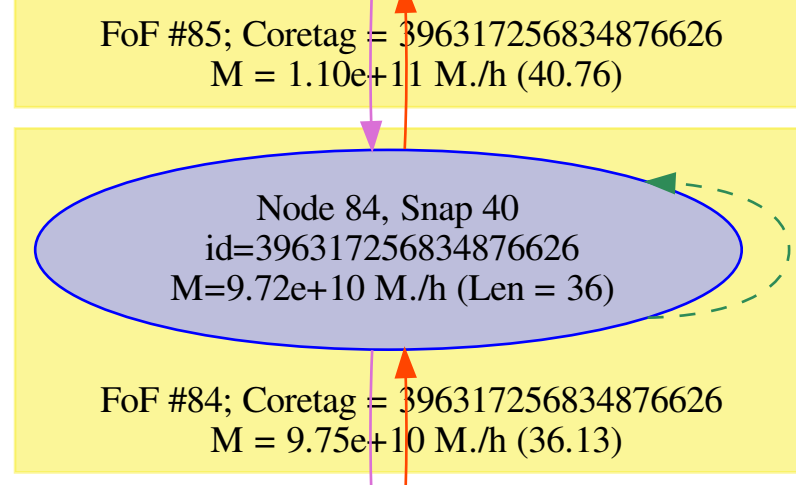 FoF #85; Coretag = 396317256834876626
M = 1.10e+11 M./h (40.76)
Node 84, Snap 40
id=396317256834876626
M=9.72e+10 M./h (Len = 36)
FoF #84; Coretag = 396317256834876626
M = 9.75e+10 M./h (36.13)